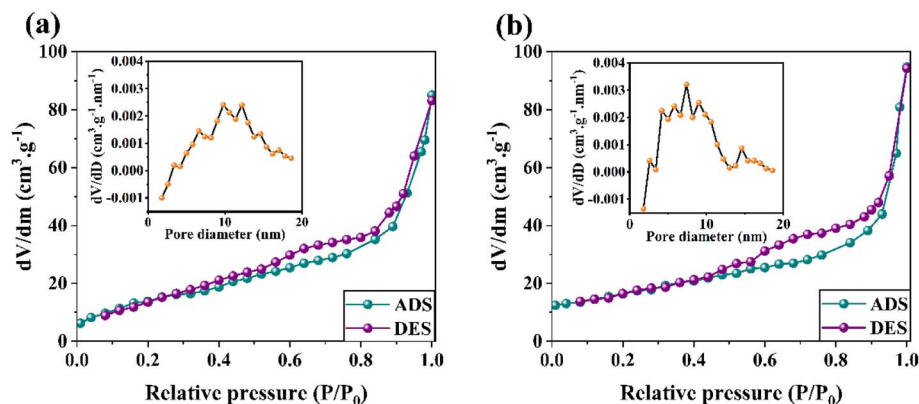 (a)
100
80
60
40
20
0
dV/dm (cm³·g⁻¹)
0.0 0.2 0.4 0.6 0.8 1.0
Relative pressure (P/P₀)
ADS
DES
0.004
0.003
0.002
0.001
0.000
−0.001
dV/dD (cm³·g⁻¹·nm⁻¹)
0 10 20
Pore diameter (nm)
(b)
100
80
60
40
20
0
dV/dm (cm³·g⁻¹)
0.0 0.2 0.4 0.6 0.8 1.0
Relative pressure (P/P₀)
ADS
DES
0.004
0.003
0.002
0.001
0.000
−0.001
dV/dD (cm³·g⁻¹·nm⁻¹)
0 10 20
Pore diameter (nm)